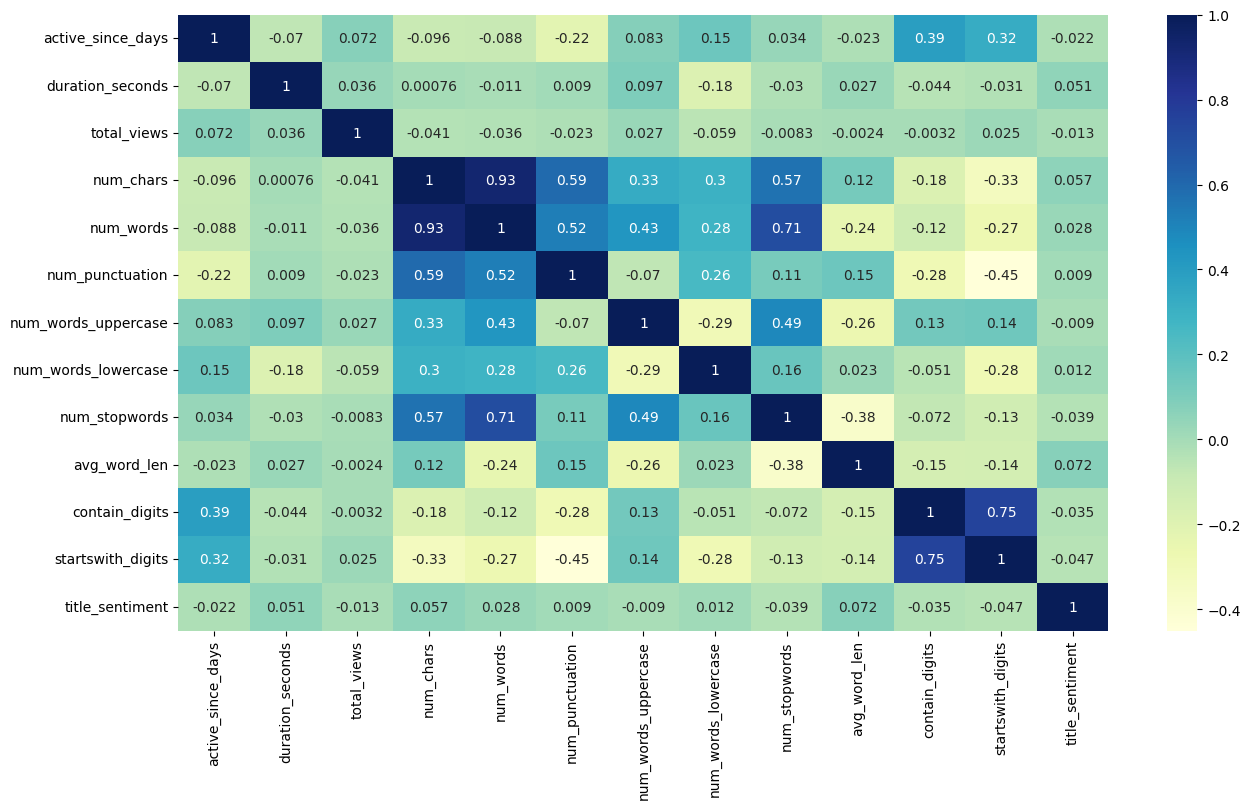 active_since_days 1 -0.07 0.072 -0.096 -0.088 -0.22 0.083 0.15 0.034 -0.023 0.39 0.32 -0.022
duration_seconds -0.07 1 0.036 0.00076 -0.011 0.009 0.097 -0.18 -0.03 0.027 -0.044 -0.031 0.051
total_views 0.072 0.036 1 -0.041 -0.036 -0.023 0.027 -0.059 -0.0083 -0.0024 -0.0032 0.025 -0.013
num_chars -0.096 0.00076 -0.041 1 0.93 0.59 0.33 0.3 0.57 0.12 -0.18 -0.33 0.057
num_words -0.088 -0.011 -0.036 0.93 1 0.52 0.43 0.28 0.71 -0.24 -0.12 -0.27 0.028
num_punctuation -0.22 0.009 -0.023 0.59 0.52 1 -0.07 0.26 0.11 0.15 -0.28 -0.45 0.009
num_words_uppercase 0.083 0.097 0.027 0.33 0.43 -0.07 1 -0.29 0.49 -0.26 0.13 0.14 -0.009
num_words_lowercase 0.15 -0.18 -0.059 0.3 0.28 0.26 -0.29 1 0.16 0.023 -0.051 -0.28 0.012
num_stopwords 0.034 -0.03 -0.0083 0.57 0.71 0.11 0.49 0.16 1 -0.38 -0.072 -0.13 -0.039
avg_word_len -0.023 0.027 -0.0024 0.12 -0.24 0.15 -0.26 0.023 -0.38 1 -0.15 -0.14 0.072
contain_digits 0.39 -0.044 -0.0032 -0.18 -0.12 -0.28 0.13 -0.051 -0.072 -0.15 1 0.75 -0.035
startswith_digits 0.32 -0.031 0.025 -0.33 -0.27 -0.45 0.14 -0.28 -0.13 -0.14 0.75 1 -0.047
title_sentiment -0.022 0.051 -0.013 0.057 0.028 0.009 -0.009 0.012 -0.039 0.072 -0.035 -0.047 1
active_since_days
duration_seconds
total_views
num_chars
num_words
num_punctuation
num_words_uppercase
num_words_lowercase
num_stopwords
avg_word_len
contain_digits
startswith_digits
title_sentiment
1.0
0.8
0.6
0.4
0.2
0.0
−0.2
−0.4